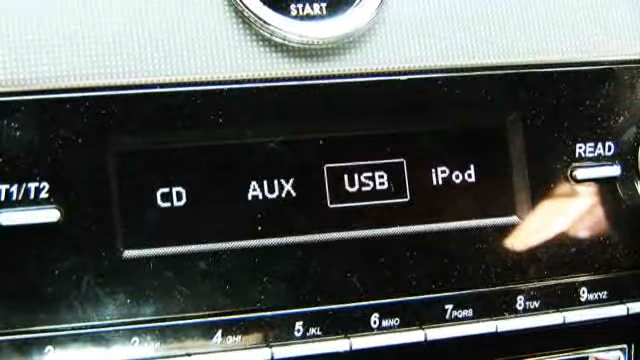 START
READ
T1/T2
CD AUX USB iPod
4 GHI 5 JKL 6 MNO 7 PQRS 8 TUV 9 WXYZ